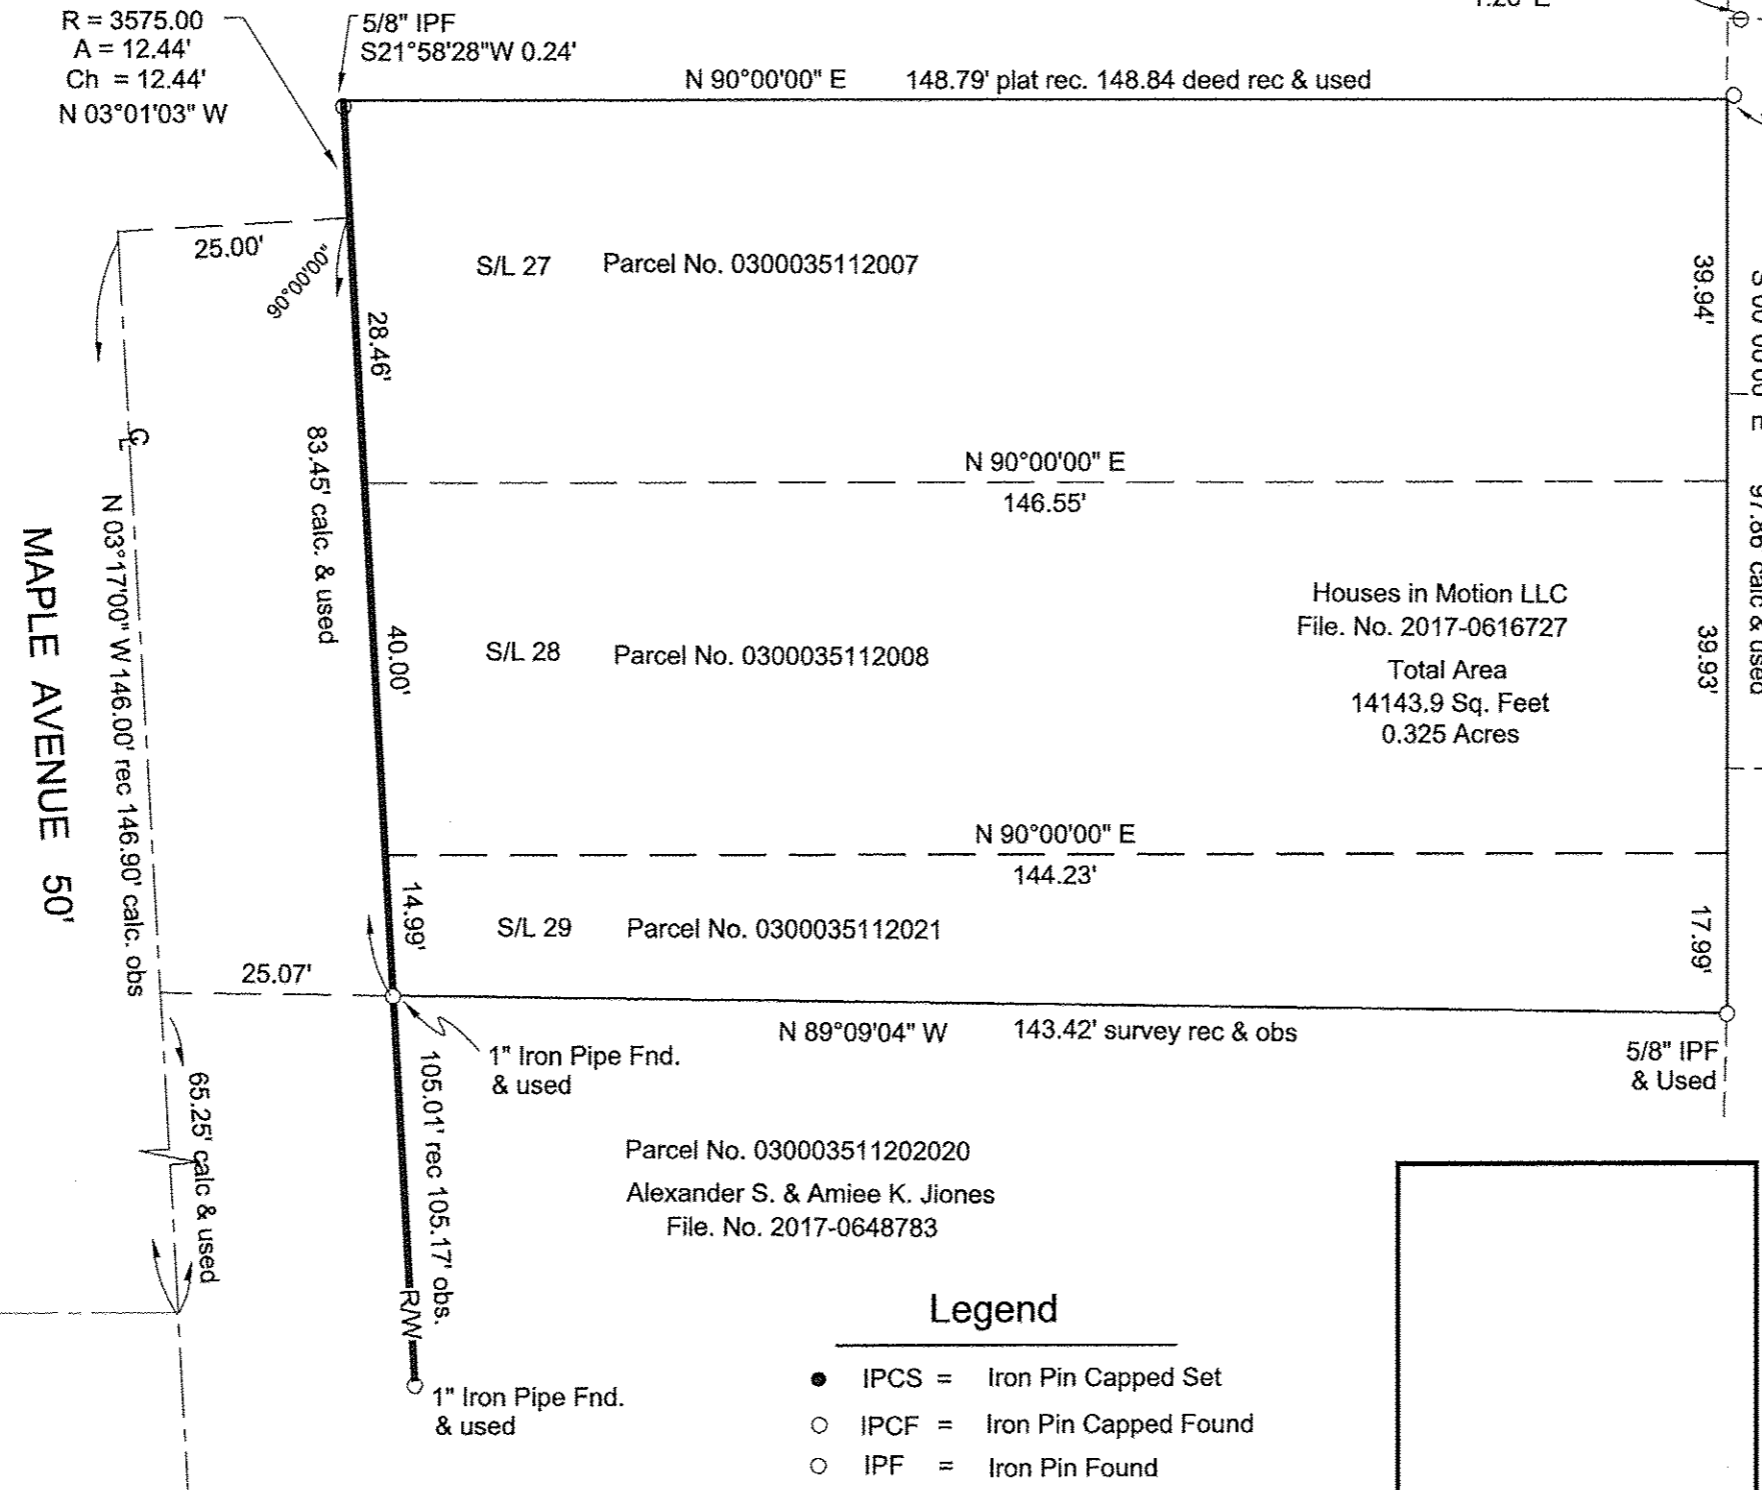 R = 3575.00
A = 12.44'
Ch = 12.44'
N 03°01'03" W
5/8" IPF
S21°58'28"W 0.24'
N 90°00'00" E 148.79' plat rec. 148.84 deed rec & used
25.00'
90°00'00"
28.46'
S/L 27 Parcel No. 0300035112007
39.94'
83.45' calc. & used
N 90°00'00" E
146.55'
97.86' calc & used
MAPLE AVENUE 50'
N 03°17'00" W 146.00' rec 146.90' calc. obs
40.00'
S/L 28 Parcel No. 0300035112008
Houses in Motion LLC
File. No. 2017-0616727
Total Area
14143.9 Sq. Feet
0.325 Acres
39.93'
N 90°00'00" E
144.23'
14.99'
S/L 29 Parcel No. 0300035112021
17.99'
25.07'
N 89°09'04" W 143.42' survey rec & obs
1" Iron Pipe Fnd.
& used
5/8" IPF
& Used
65.25' calc & used
105.01' rec 105.17' obs.
R/W
Parcel No. 030003511202020
Alexander S. & Amiee K. Jiones
File. No. 2017-0648783
1" Iron Pipe Fnd.
& used
Legend
IPCS = Iron Pin Capped Set
IPCF = Iron Pin Capped Found
IPF = Iron Pin Found